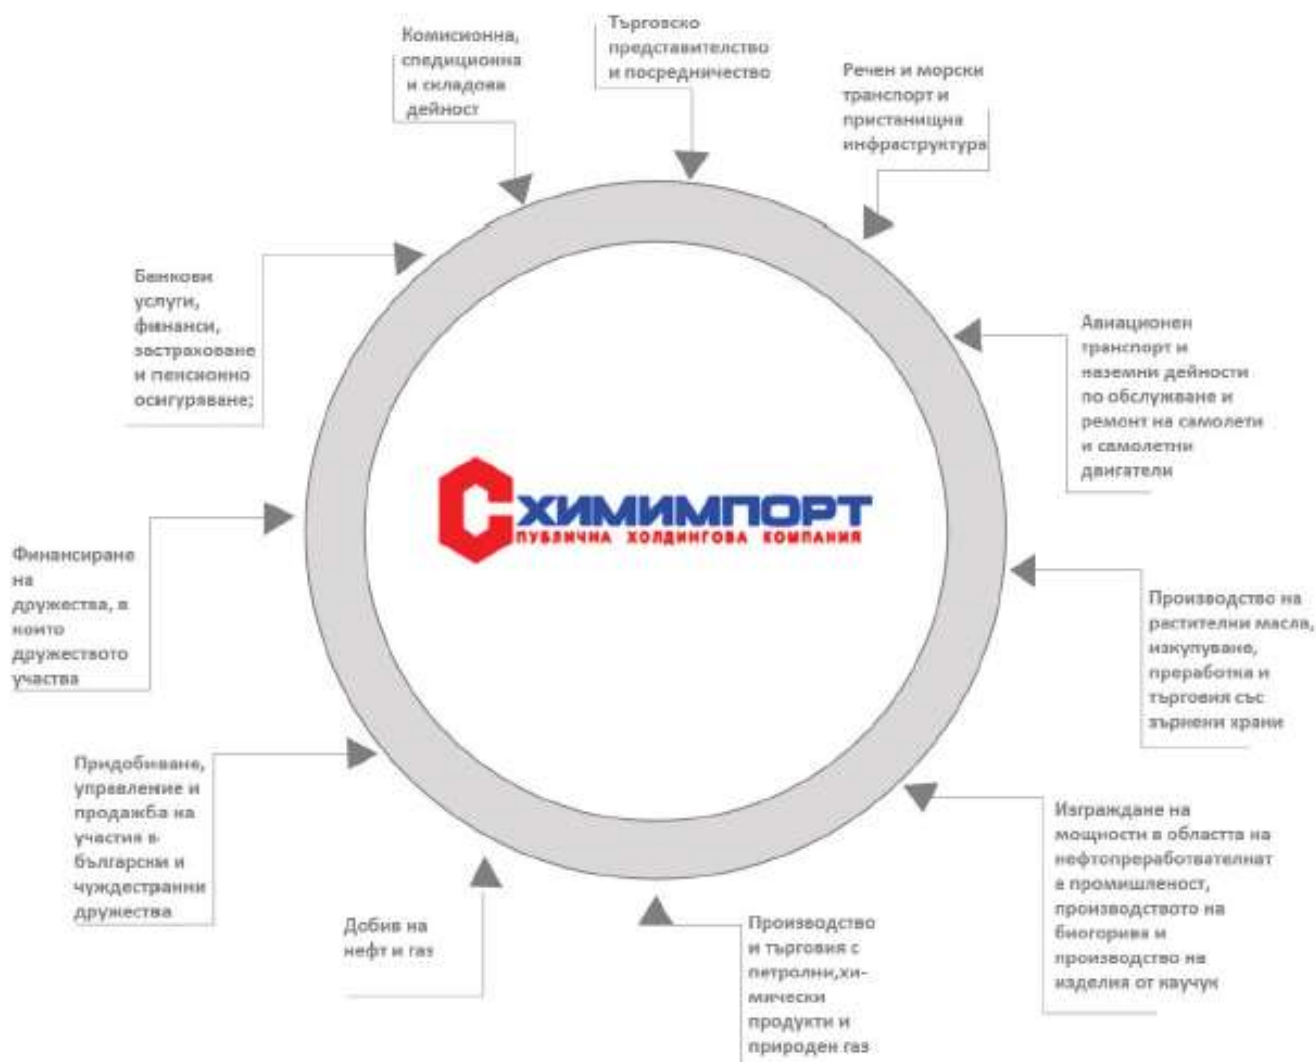 Комисионна,
спедиционна
и складова
дейност
Търговско
представителство
и посредничество
Речен и морски
транспорт и
пристанищна
инфраструктура
Авиационен
транспорт и
наземни дейности
по обслужване и
ремонт на самолети
и самолетни
двигатели
Производство на
растителни масла,
изкупуване,
преработка и
търговия със
зърнени храни
Изграждане на
мощности в областта на
нефтопреработвателнат
а промишленост,
производството на
биогорива и
производство на
изделия от каучук
Производство
и търговия с
петролни,хи-
мически
продукти и
природен газ
Добив на
нефт и газ
Придобиване,
управление и
продажба на
участия в
български и
чуждестранни
дружества
Финансиране
на
дружества, в
които
дружеството
участва
Банкови
услуги,
финанси,
застраховане
и пенсионно
осигуряване;
ХИМИМПОРТ
ПУБЛИЧНА ХОЛДИНГОВА КОМПАНИЯ